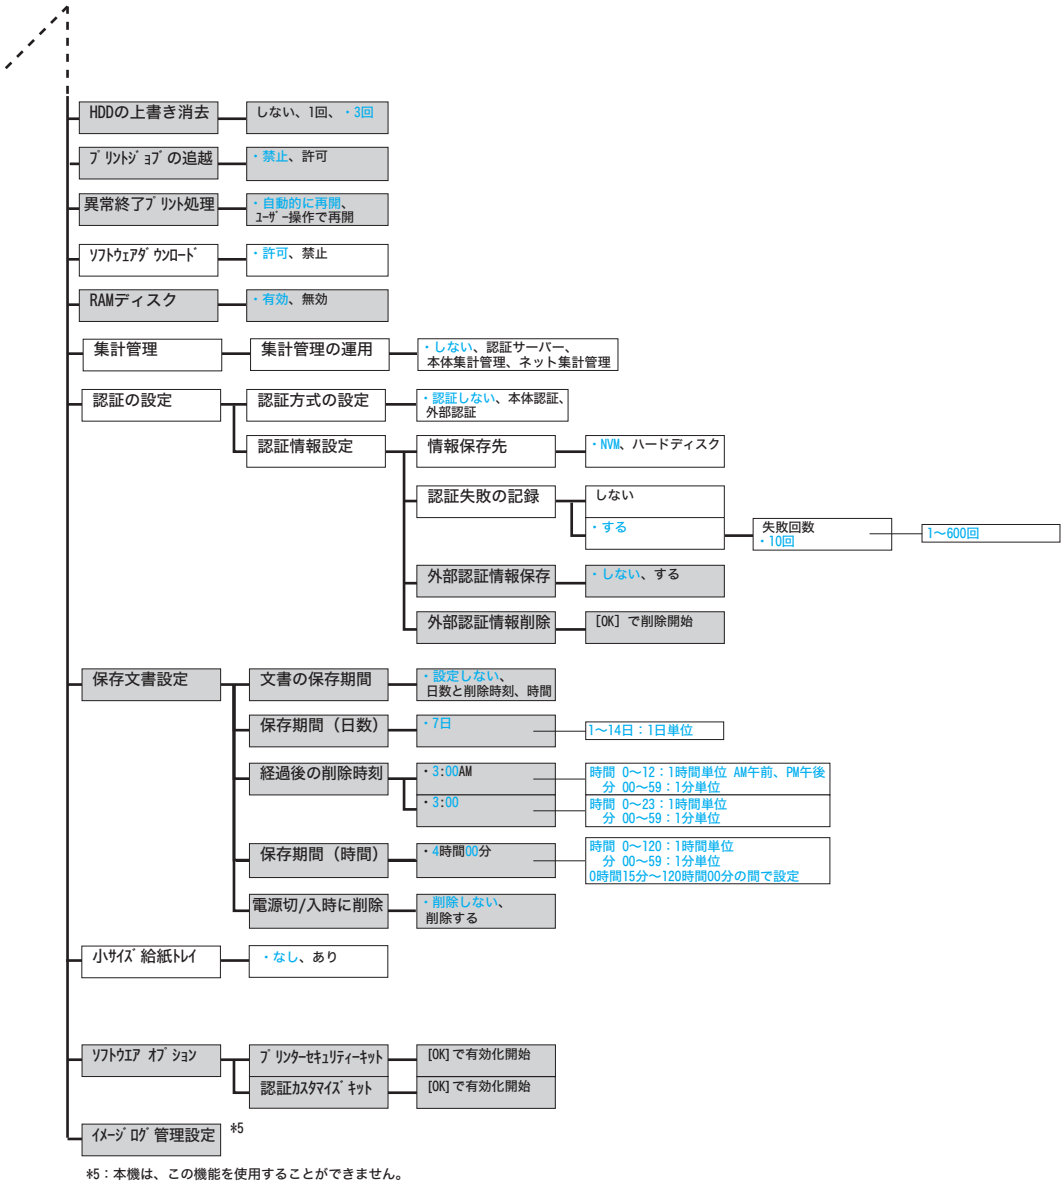 HDDの上書き消去
しない、1回、・3回
プリントジョブの追越
・禁止、許可
異常終了プリント処理
・自動的に再開、
ユーザー操作で再開
ソフトウェアダウンロード
・許可、禁止
RAMディスク
・有効、無効
集計管理
集計管理の運用
・しない、認証サーバー、
本体集計管理、ネット集計管理
認証の設定
認証方式の設定
・認証しない、本体認証、
外部認証
認証情報設定
情報保存先
・NVM、ハードディスク
認証失敗の記録
しない
・する
失敗回数
・10回
1～600回
外部認証情報保存
・しない、する
外部認証情報削除
[OK] で削除開始
保存文書設定
文書の保存期間
・設定しない、
日数と削除時刻、時間
保存期間（日数）
・7日
1～14日：1日単位
経過後の削除時刻
・3:00AM
時間 0～12：1時間単位 AM午前、PM午後
分 00～59：1分単位
・3:00
時間 0～23：1時間単位
分 00～59：1分単位
保存期間（時間）
・4時間00分
時間 0～120：1時間単位
分 00～59：1分単位
0時間15分～120時間00分の間で設定
電源切/入時に削除
・削除しない、
削除する
小サイズ給紙トレイ
・なし、あり
ソフトウエア オプション
プリンターセキュリティーキット
[OK]で有効化開始
認証カスタマイズキット
[OK]で有効化開始
イメージログ管理設定 *5
*5：本機は、この機能を使用することができません。